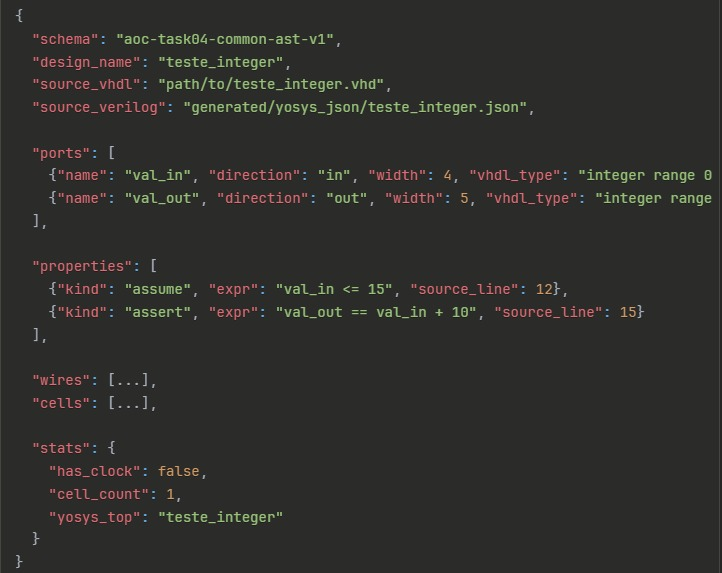 {
  "schema": "aoc-task04-common-ast-v1",
  "design_name": "teste_integer",
  "source_vhdl": "path/to/teste_integer.vhd",
  "source_verilog": "generated/yosys_json/teste_integer.json",

  "ports": [
    {"name": "val_in", "direction": "in", "width": 4, "vhdl_type": "integer range 0
    {"name": "val_out", "direction": "out", "width": 5, "vhdl_type": "integer range
  ],

  "properties": [
    {"kind": "assume", "expr": "val_in <= 15", "source_line": 12},
    {"kind": "assert", "expr": "val_out == val_in + 10", "source_line": 15}
  ],

  "wires": [...],
  "cells": [...],

  "stats": {
    "has_clock": false,
    "cell_count": 1,
    "yosys_top": "teste_integer"
  }
}